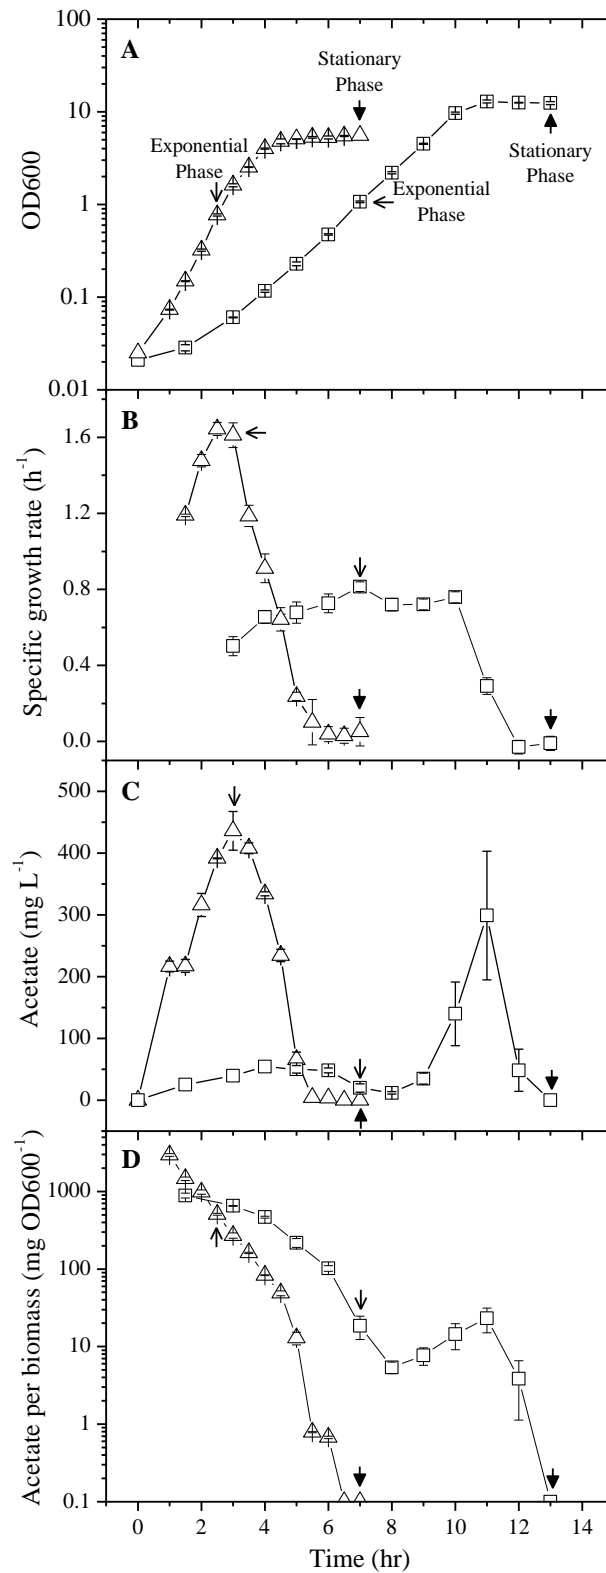 100
A
Stationary
Phase
10
Exponential
Phase
Stationary
Phase
OD600
1
Exponential
Phase
0.1
0.01
B
1.6
Specific growth rate (h⁻¹)
1.2
0.8
0.4
0.0
C
500
Acetate (mg L⁻¹)
400
300
200
100
0
D
Acetate per biomass (mg OD600⁻¹)
1000
100
10
1
0.1
0 2 4 6 8 10 12 14
Time (hr)